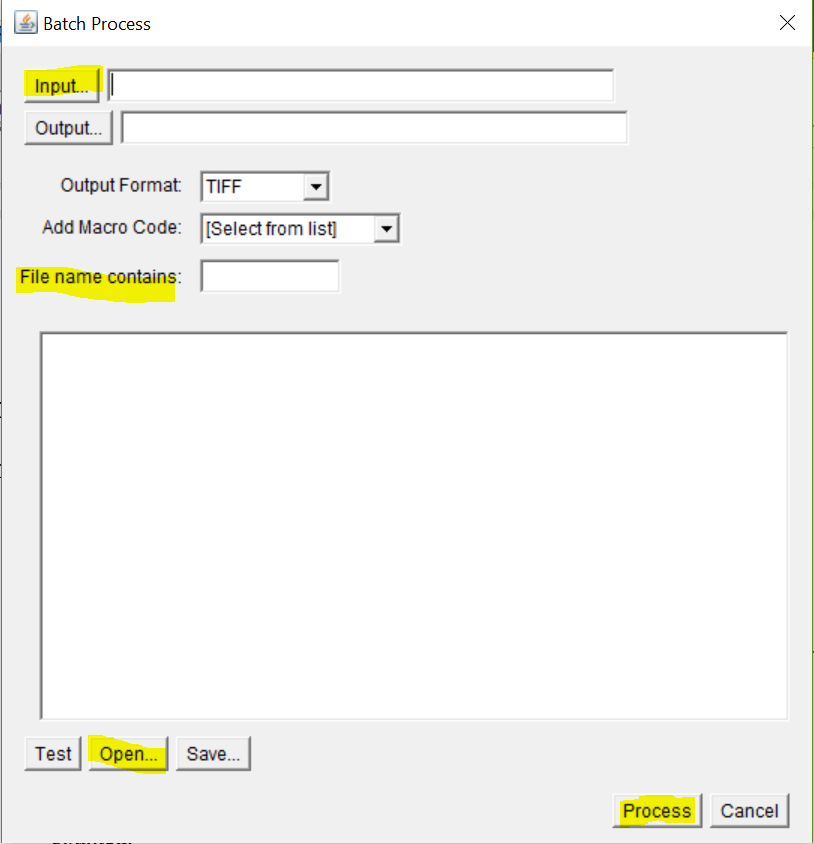 Batch Process
Input...
Output...
Output Format: TIFF
Add Macro Code: [Select from list]
File name contains:
Test Open... Save...
Process Cancel